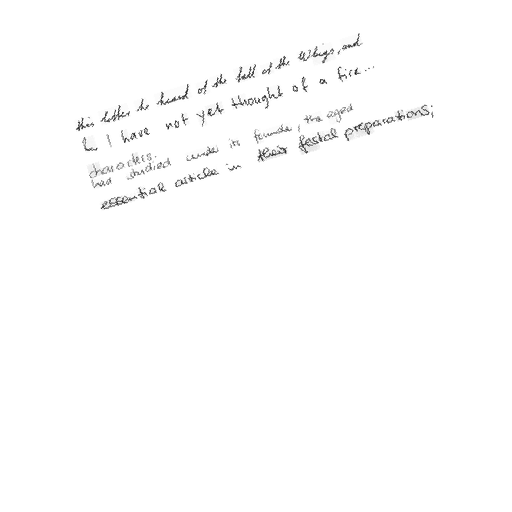 this letter he heard of the fall of the Whigs, and
I have not yet thought of a fire...
characters.
had studied under its founder, the aged
essential article in their festal preparations;